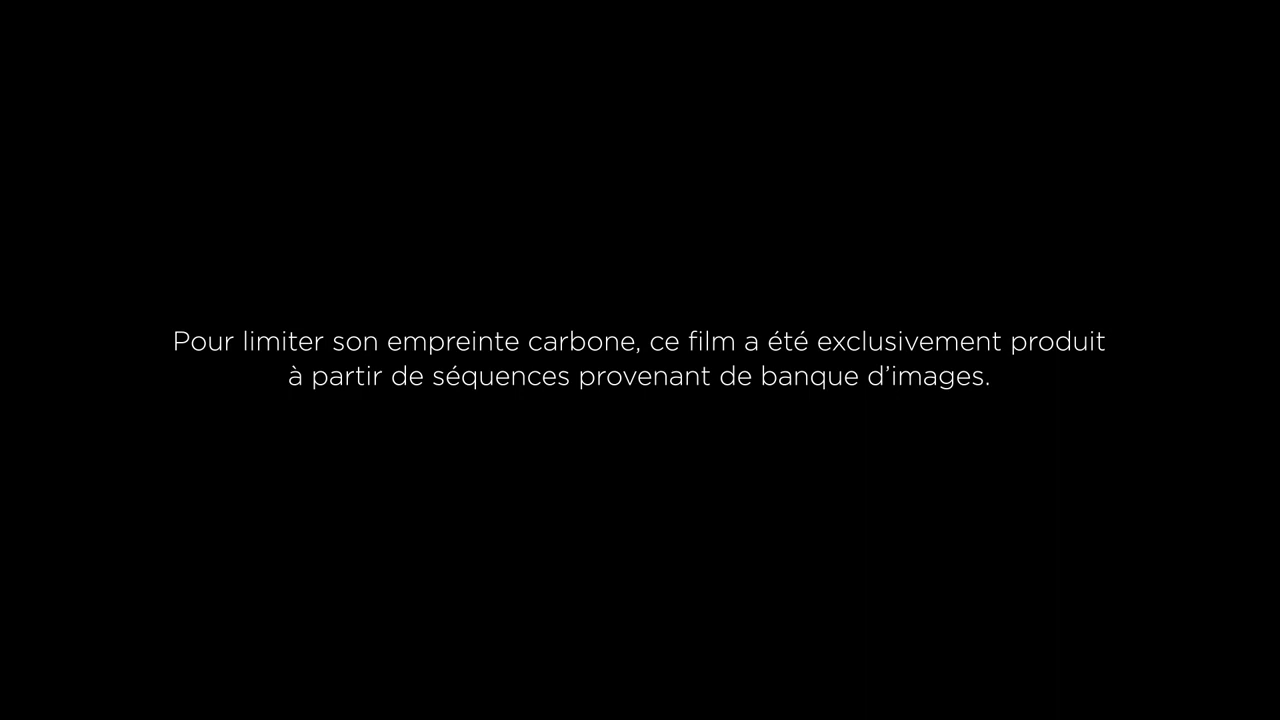 Pour limiter son empreinte carbone, ce film a été exclusivement produit
à partir de séquences provenant de banque d’images.